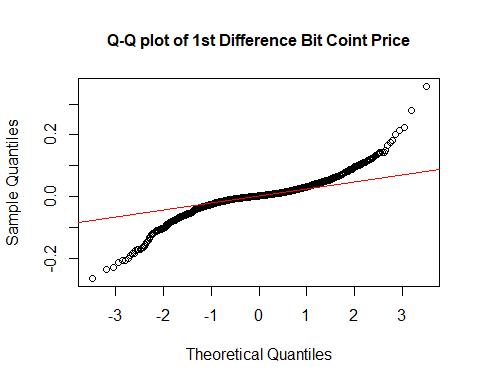 Q-Q plot of 1st Difference Bit Coint Price
Sample Quantiles
0.2
0.0
-0.2
-3 -2 -1 0 1 2 3
Theoretical Quantiles